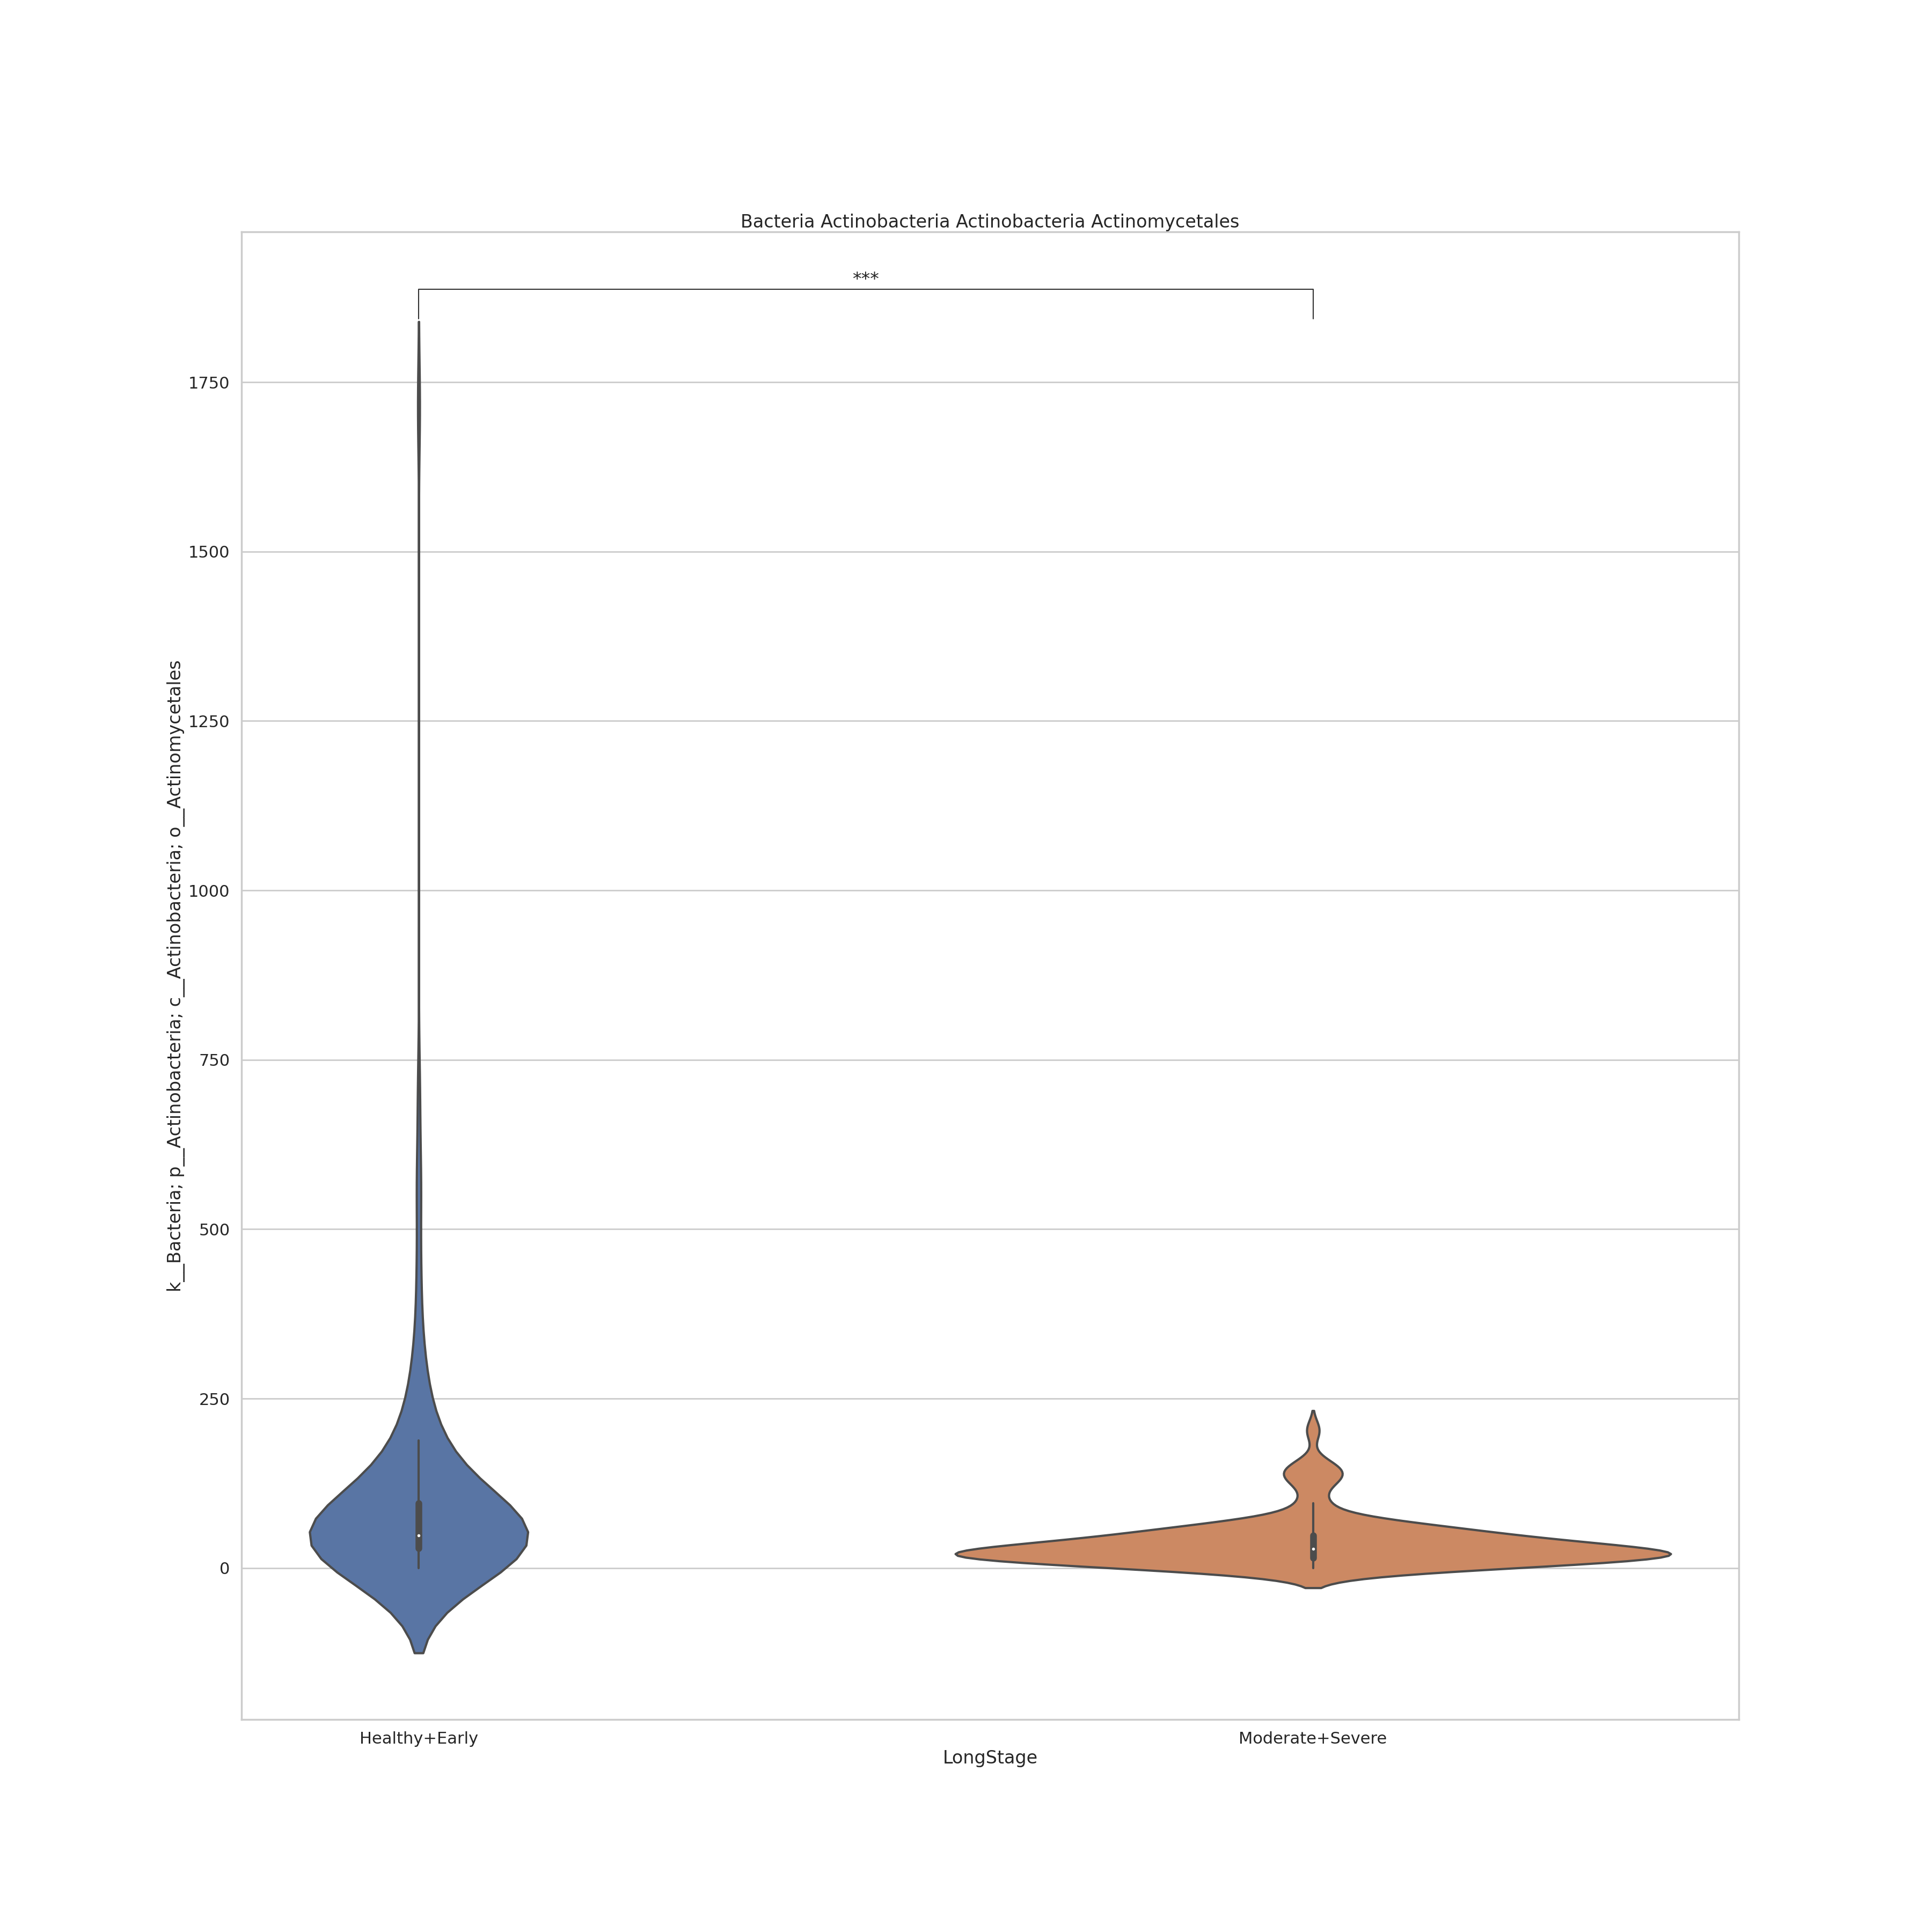 Bacteria Actinobacteria Actinobacteria Actinomycetales
***
k__Bacteria; p__Actinobacteria; c__Actinobacteria; o__Actinomycetales
1750
1500
1250
1000
750
500
250
0
Healthy+Early
Moderate+Severe
LongStage